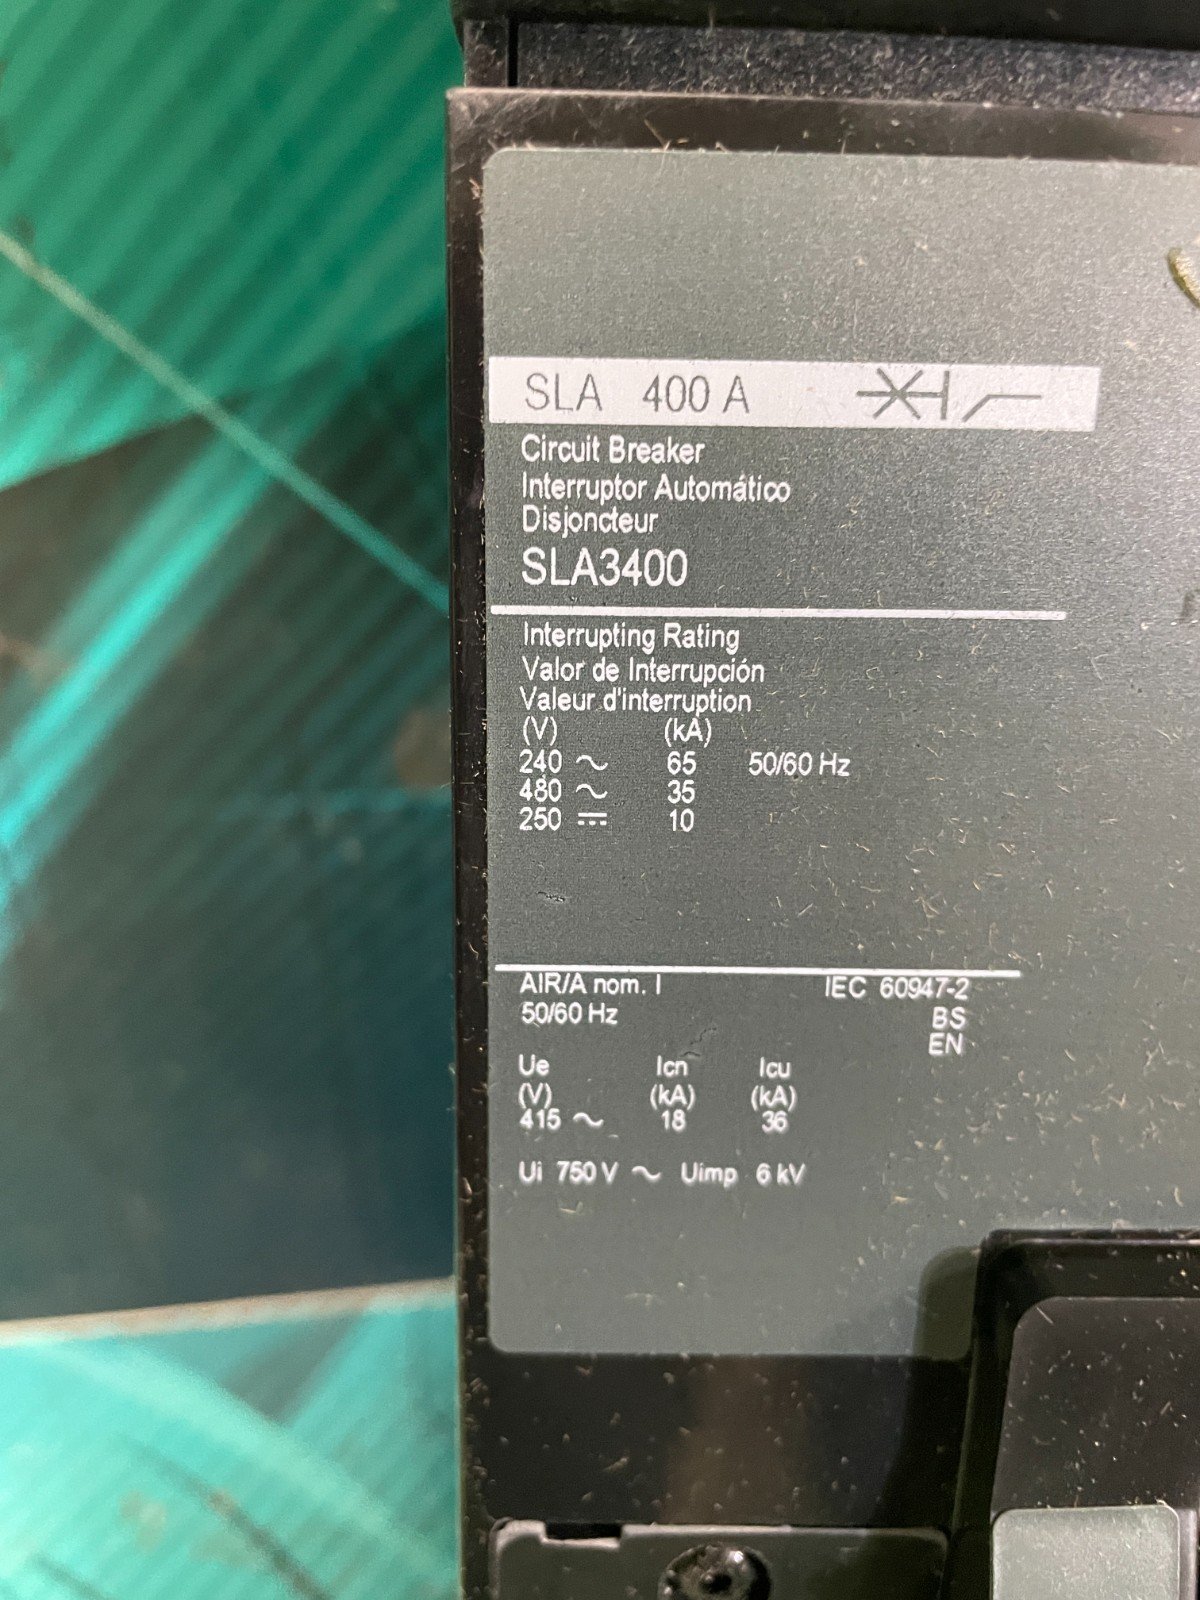 SLA 400 A
Circuit Breaker
Interruptor Automático
Disjoncteur
SLA3400
Interrupting Rating
Valor de Interrupción
Valeur d'interruption
(V) (kA)
240 ~ 65 50/60 Hz
480 ~ 35
250 ⎓ 10
AIR/A nom. I IEC 60947-2
50/60 Hz BS
EN
Ue Icn Icu
(V) (kA) (kA)
415 ~ 18 36
Ui 750 V ~ Uimp 6 kV